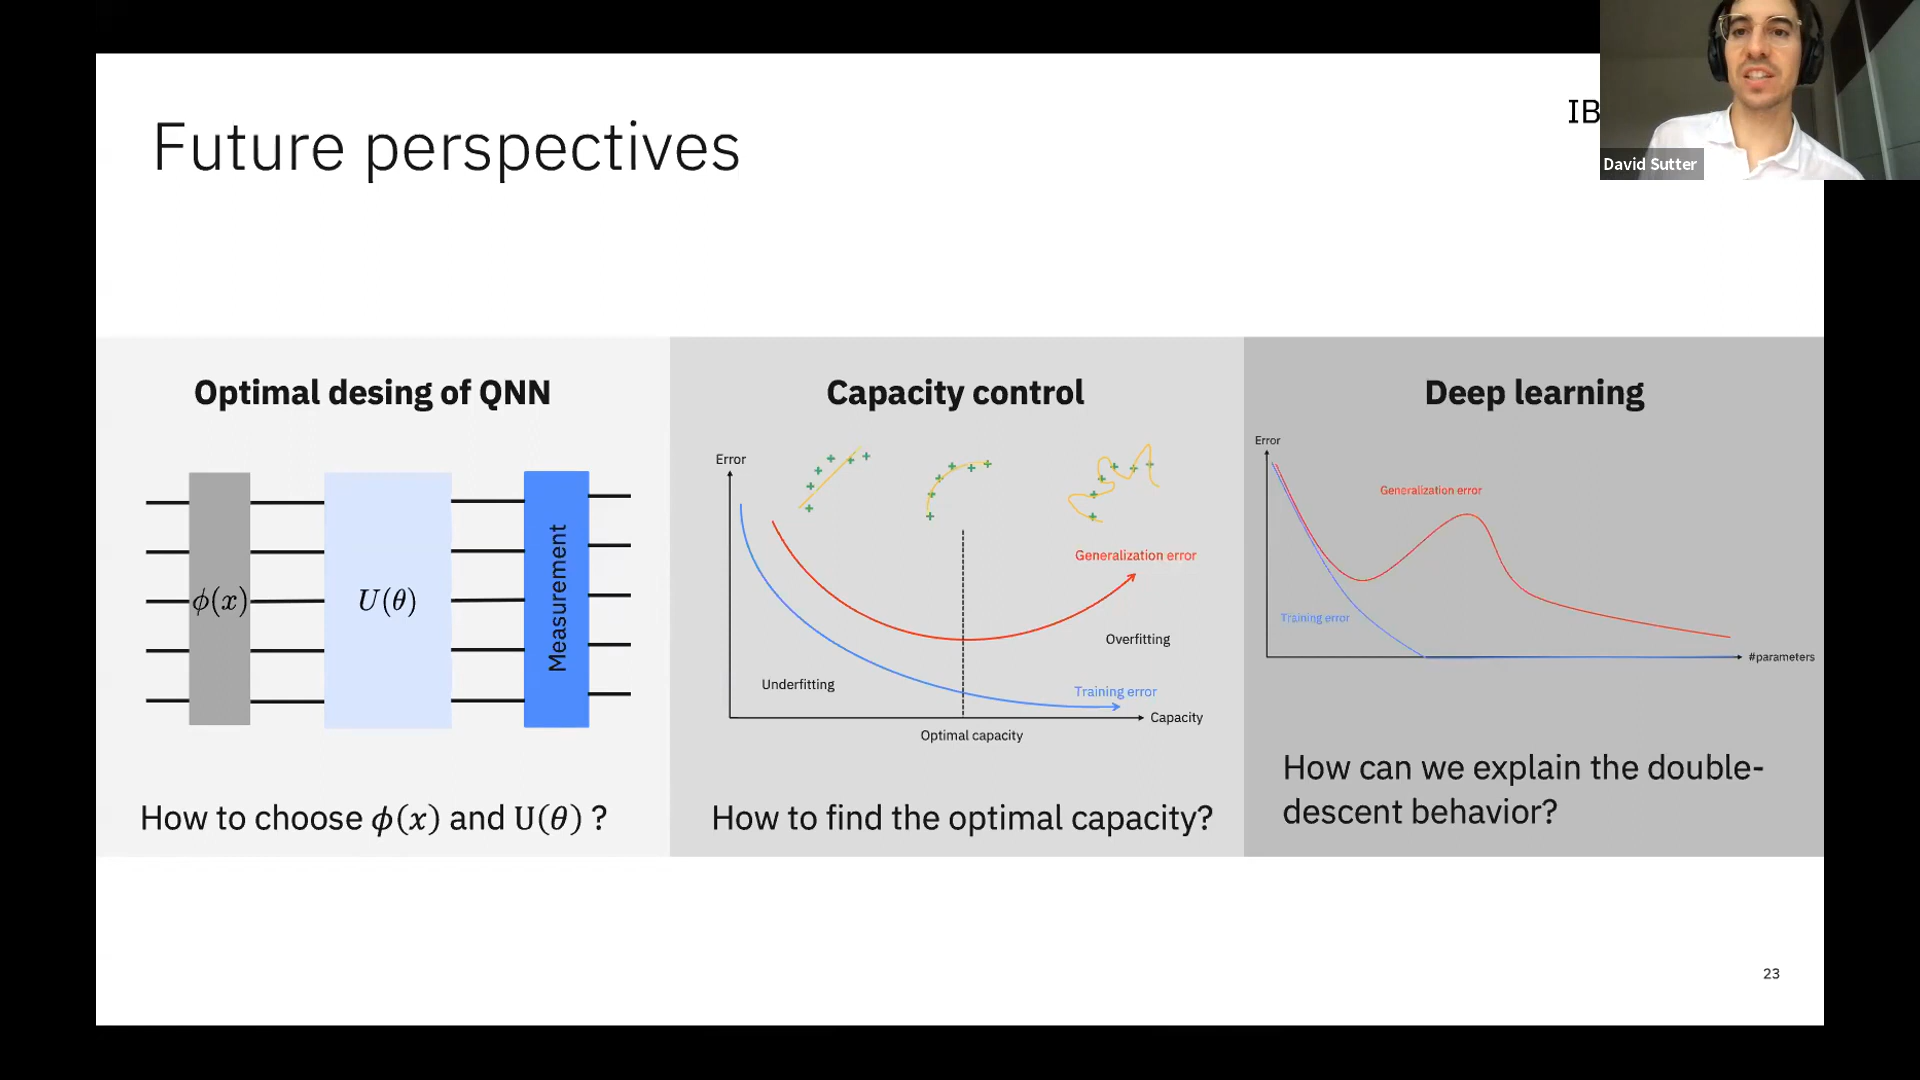 Future perspectives
IB
David Sutter
Optimal desing of QNN
ϕ(x)
U(θ)
Measurement
How to choose ϕ(x) and U(θ) ?
Capacity control
Error
Generalization error
Overfitting
Underfitting
Training error
Capacity
Optimal capacity
How to find the optimal capacity?
Deep learning
Error
Generalization error
Training error
#parameters
How can we explain the double-
descent behavior?
23